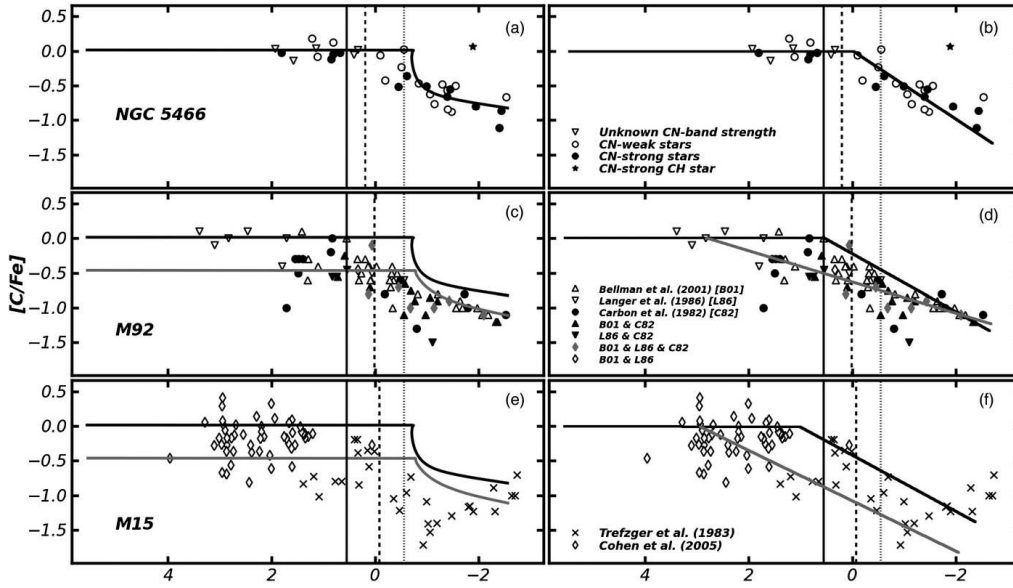 0.5
0.0
−0.5
−1.0
−1.5
(a)
NGC 5466
(b)
Unknown CN-band strength
CN-weak stars
CN-strong stars
CN-strong CH star
[C/Fe]
0.5
0.0
−0.5
−1.0
−1.5
(c)
M92
(d)
Bellman et al. (2001) [B01]
Langer et al. (1986) [L86]
Carbon et al. (1982) [C82]
B01 & C82
L86 & C82
B01 & L86 & C82
B01 & L86
0.5
0.0
−0.5
−1.0
−1.5
(e)
M15
(f)
Trefzger et al. (1983)
Cohen et al. (2005)
4 2 0 −2
4 2 0 −2